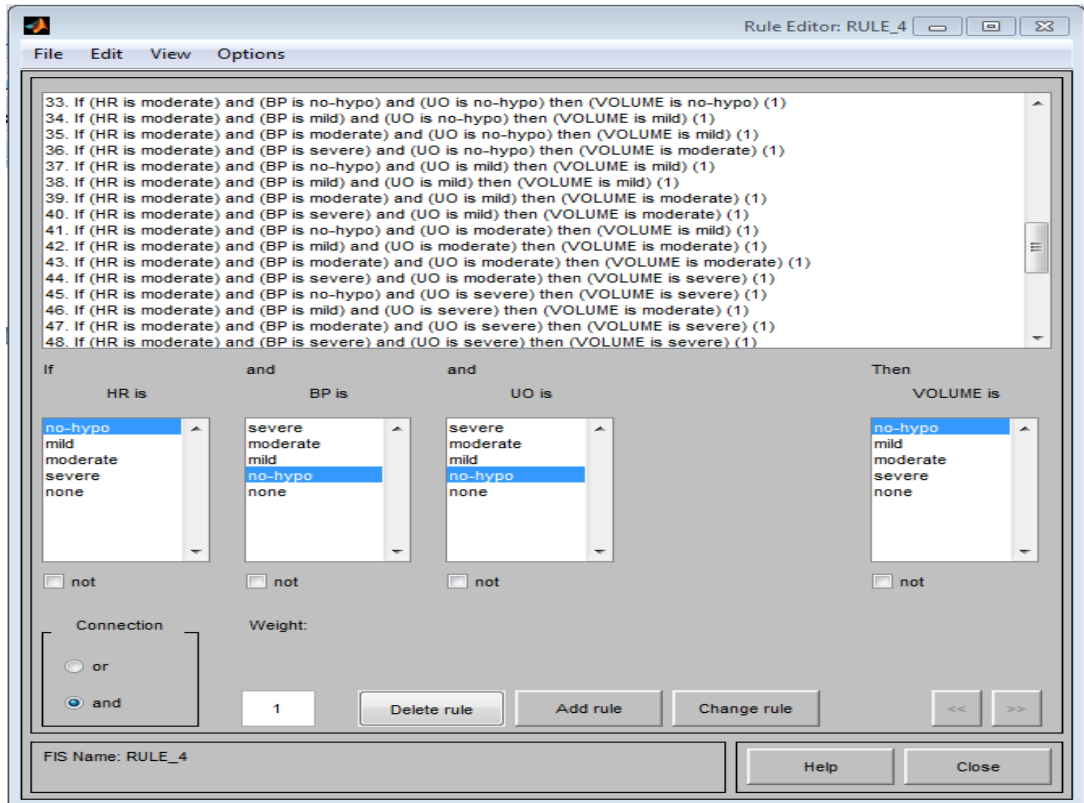 Rule Editor: RULE_4
File Edit View Options
33. If (HR is moderate) and (BP is no-hypo) and (UO is no-hypo) then (VOLUME is no-hypo) (1)
34. If (HR is moderate) and (BP is mild) and (UO is no-hypo) then (VOLUME is mild) (1)
35. If (HR is moderate) and (BP is moderate) and (UO is no-hypo) then (VOLUME is mild) (1)
36. If (HR is moderate) and (BP is severe) and (UO is no-hypo) then (VOLUME is moderate) (1)
37. If (HR is moderate) and (BP is no-hypo) and (UO is mild) then (VOLUME is mild) (1)
38. If (HR is moderate) and (BP is mild) and (UO is mild) then (VOLUME is mild) (1)
39. If (HR is moderate) and (BP is moderate) and (UO is mild) then (VOLUME is moderate) (1)
40. If (HR is moderate) and (BP is severe) and (UO is mild) then (VOLUME is moderate) (1)
41. If (HR is moderate) and (BP is no-hypo) and (UO is moderate) then (VOLUME is mild) (1)
42. If (HR is moderate) and (BP is mild) and (UO is moderate) then (VOLUME is moderate) (1)
43. If (HR is moderate) and (BP is moderate) and (UO is moderate) then (VOLUME is moderate) (1)
44. If (HR is moderate) and (BP is severe) and (UO is moderate) then (VOLUME is severe) (1)
45. If (HR is moderate) and (BP is no-hypo) and (UO is severe) then (VOLUME is severe) (1)
46. If (HR is moderate) and (BP is mild) and (UO is severe) then (VOLUME is moderate) (1)
47. If (HR is moderate) and (BP is moderate) and (UO is severe) then (VOLUME is severe) (1)
48. If (HR is moderate) and (BP is severe) and (UO is severe) then (VOLUME is severe) (1)
If and and Then
HR is BP is UO is VOLUME is
no-hypo severe severe no-hypo
mild moderate moderate mild
moderate mild mild moderate
severe no-hypo no-hypo severe
none none none none
not not not not
Connection Weight:
or
and 1 Delete rule Add rule Change rule << >>
FIS Name: RULE_4 Help Close